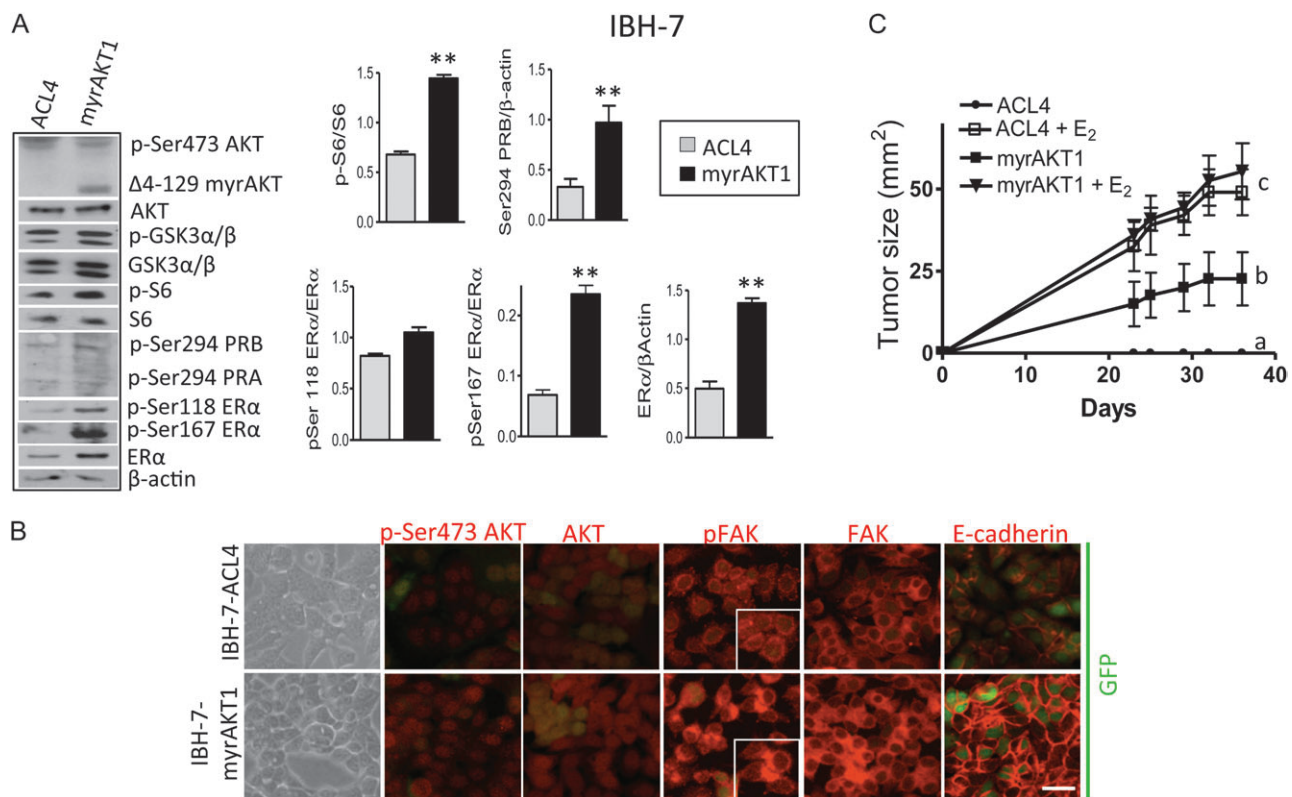 A
IBH-7
C
ACL4
myrAKT1
p-Ser473 AKT
Δ4-129 myrAKT
AKT
p-GSK3α/β
GSK3α/β
p-S6
S6
p-Ser294 PRB
p-Ser294 PRA
p-Ser118 ERα
p-Ser167 ERα
ERα
β-actin
p-S6/S6
1.5
1.0
0.5
0.0
**
Ser294 PRB/β-actin
1.5
1.0
0.5
0.0
**
ACL4
myrAKT1
pSer 118 ERα/ERα
1.5
1.0
0.5
0.0
pSer167 ERα/ERα
0.2
0.1
0.0
**
ERα/βActin
1.5
1.0
0.5
0.0
**
ACL4
ACL4 + E2
myrAKT1
myrAKT1 + E2
Tumor size (mm2)
50
25
0
c
b
a
0
10
20
30
40
Days
B
p-Ser473 AKT
AKT
pFAK
FAK
E-cadherin
IBH-7-ACL4
IBH-7-
myrAKT1
GFP